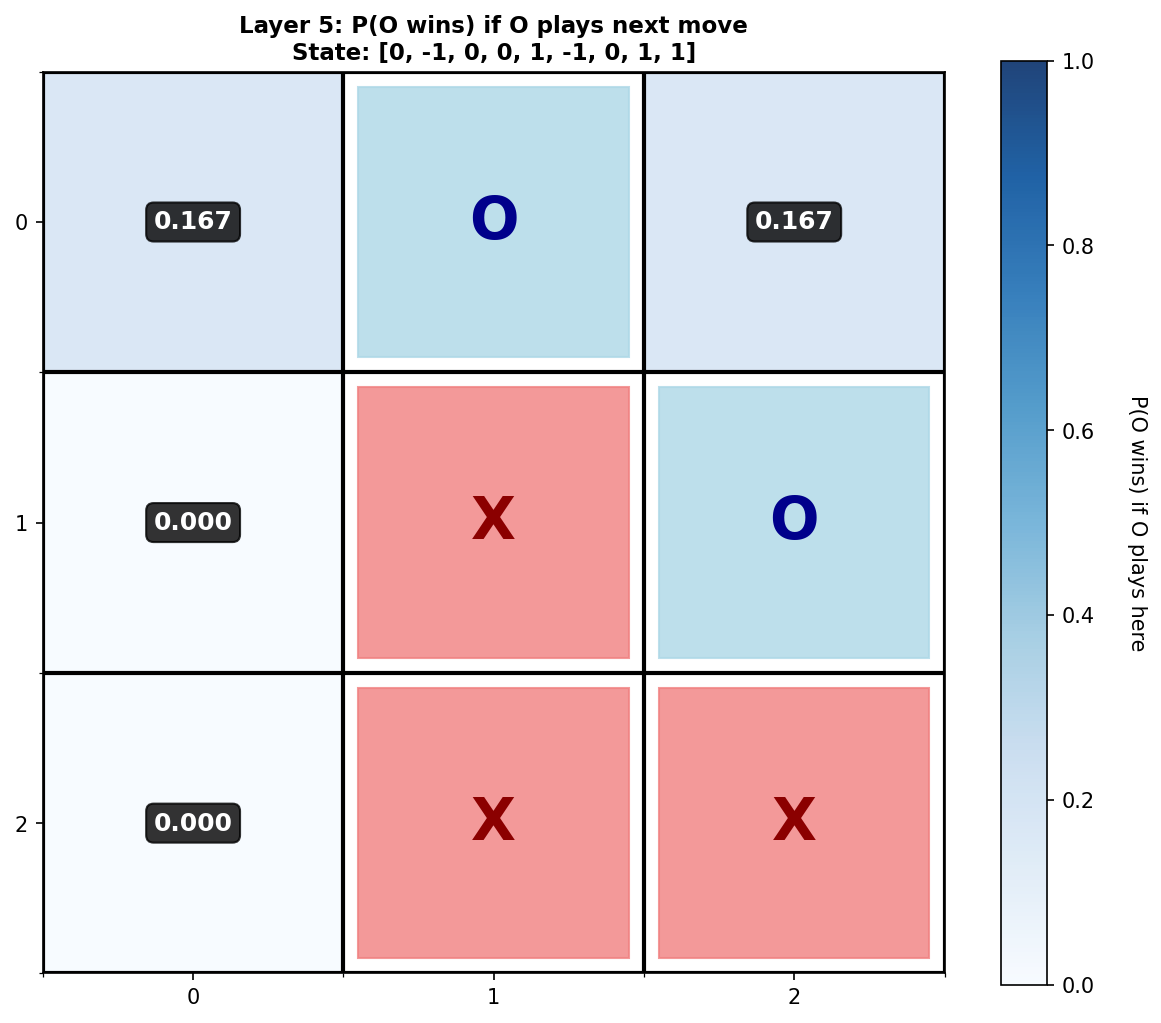 Layer 5: P(O wins) if O plays next move
State: [0, -1, 0, 0, 1, -1, 0, 1, 1]
0.167
O
0.167
0.000
X
O
0.000
X
X
0
1
2
0
1
2
1.0
0.8
0.6
0.4
0.2
0.0
P(O wins) if O plays here